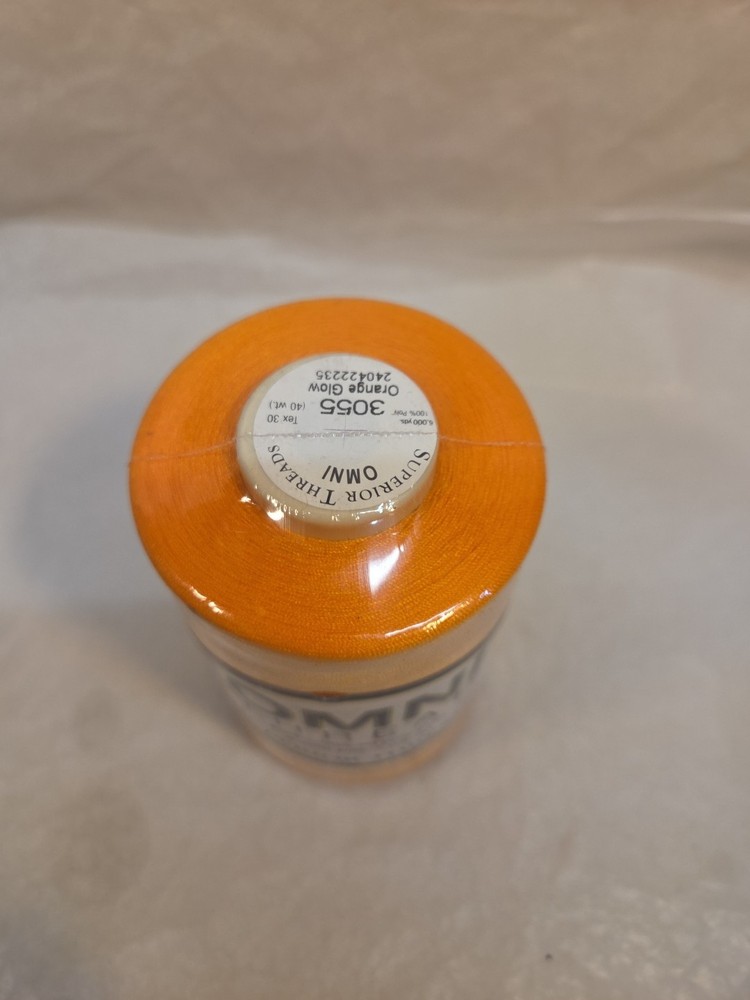 SUPERIOR THREADS
OMNI
6,000 yds.
100% Poly
Tex 30
(40 wt.)
3055
Orange Glow
240422235
OMNI